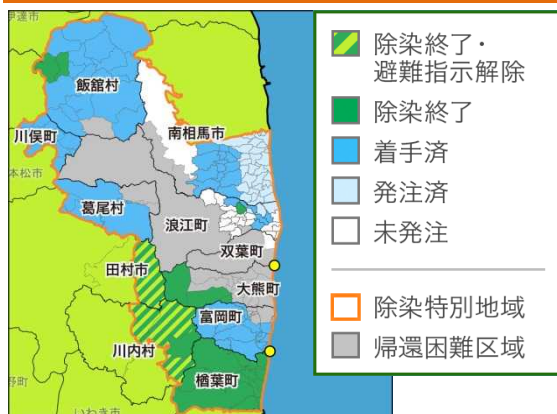 伊達市
飯舘村
川俣町
南相馬市
本松市
葛尾村
浪江町
双葉町
田村市
大熊町
富岡町
川内村
野町
楢葉町
いわき市
除染終了・
避難指示解除
除染終了
着手済
発注済
未発注
除染特別地域
帰還困難区域